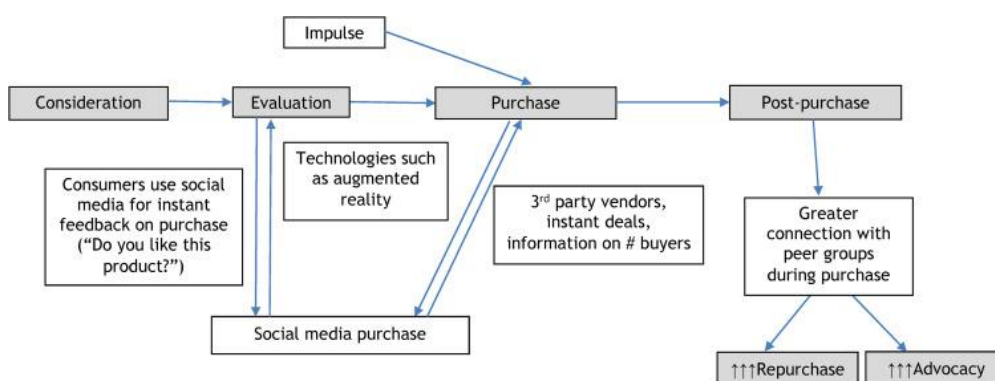 Impulse
Consideration
Evaluation
Purchase
Post-purchase
Consumers use social
media for instant
feedback on purchase
(“Do you like this
product?”)
Technologies such
as augmented
reality
3rd party vendors,
instant deals,
information on # buyers
Greater
connection with
peer groups
during purchase
Social media purchase
↑↑↑Repurchase
↑↑↑Advocacy